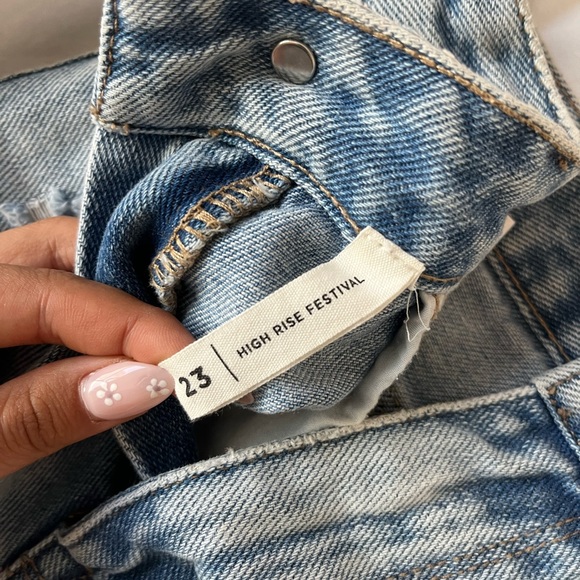 23 | HIGH RISE FESTIVAL